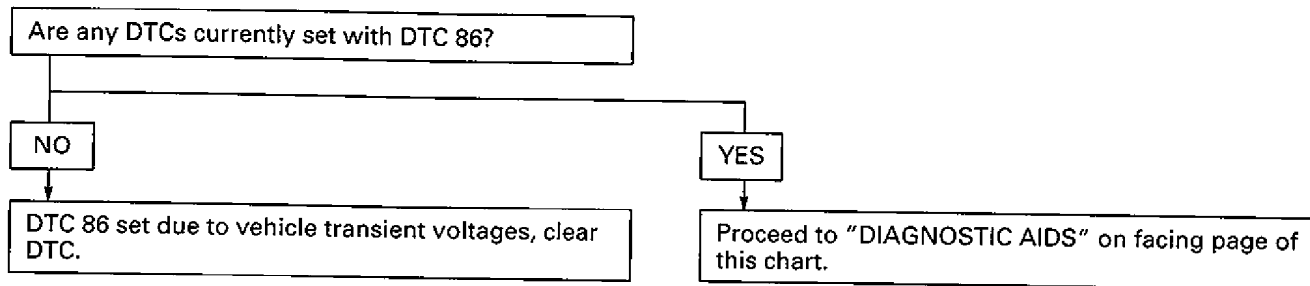 Are any DTCs currently set with DTC 86?
NO
YES
DTC 86 set due to vehicle transient voltages, clear
DTC.
Proceed to "DIAGNOSTIC AIDS" on facing page of
this chart.